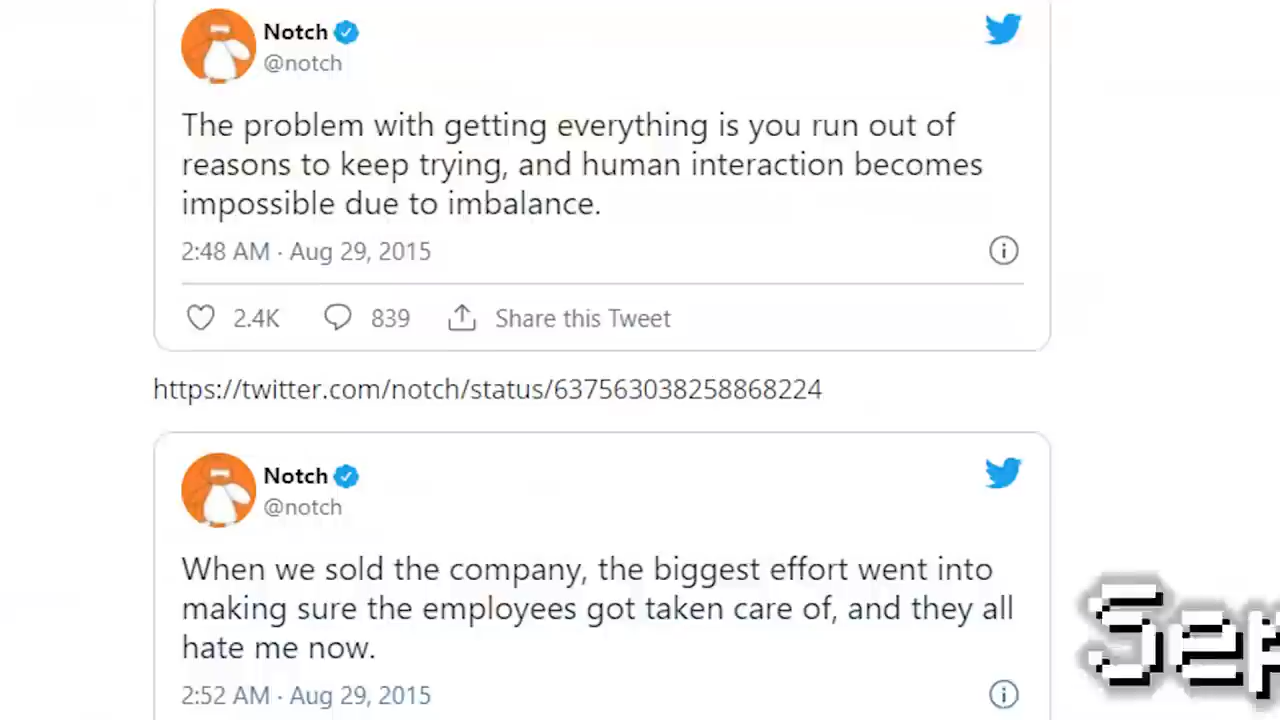 Notch
@notch
The problem with getting everything is you run out of
reasons to keep trying, and human interaction becomes
impossible due to imbalance.
2:48 AM · Aug 29, 2015
2.4K 839 Share this Tweet
https://twitter.com/notch/status/637563038258868224
Notch
@notch
When we sold the company, the biggest effort went into
making sure the employees got taken care of, and they all
hate me now.
2:52 AM · Aug 29, 2015
Sep